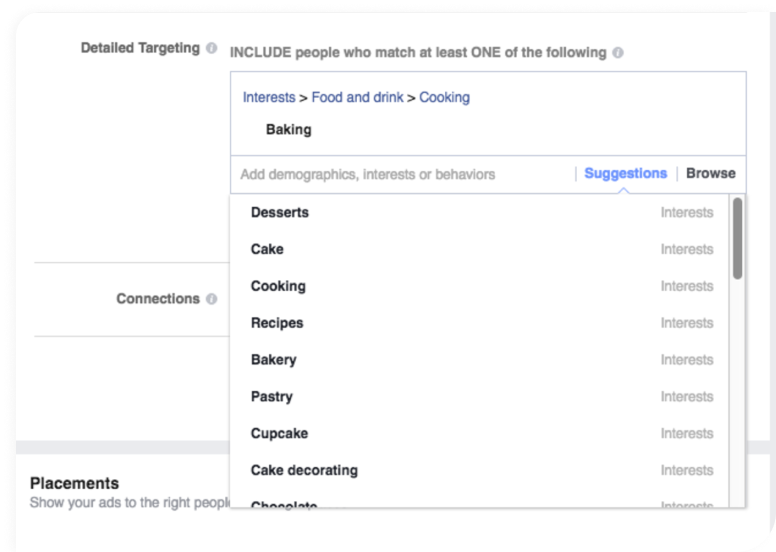 Detailed Targeting
INCLUDE people who match at least ONE of the following
Interests > Food and drink > Cooking
Baking
Add demographics, interests or behaviors | Suggestions | Browse
Desserts Interests
Cake Interests
Cooking Interests
Connections
Recipes Interests
Bakery Interests
Pastry Interests
Cupcake Interests
Cake decorating Interests
Placements
Show your ads to the right people
Chocolate Interests